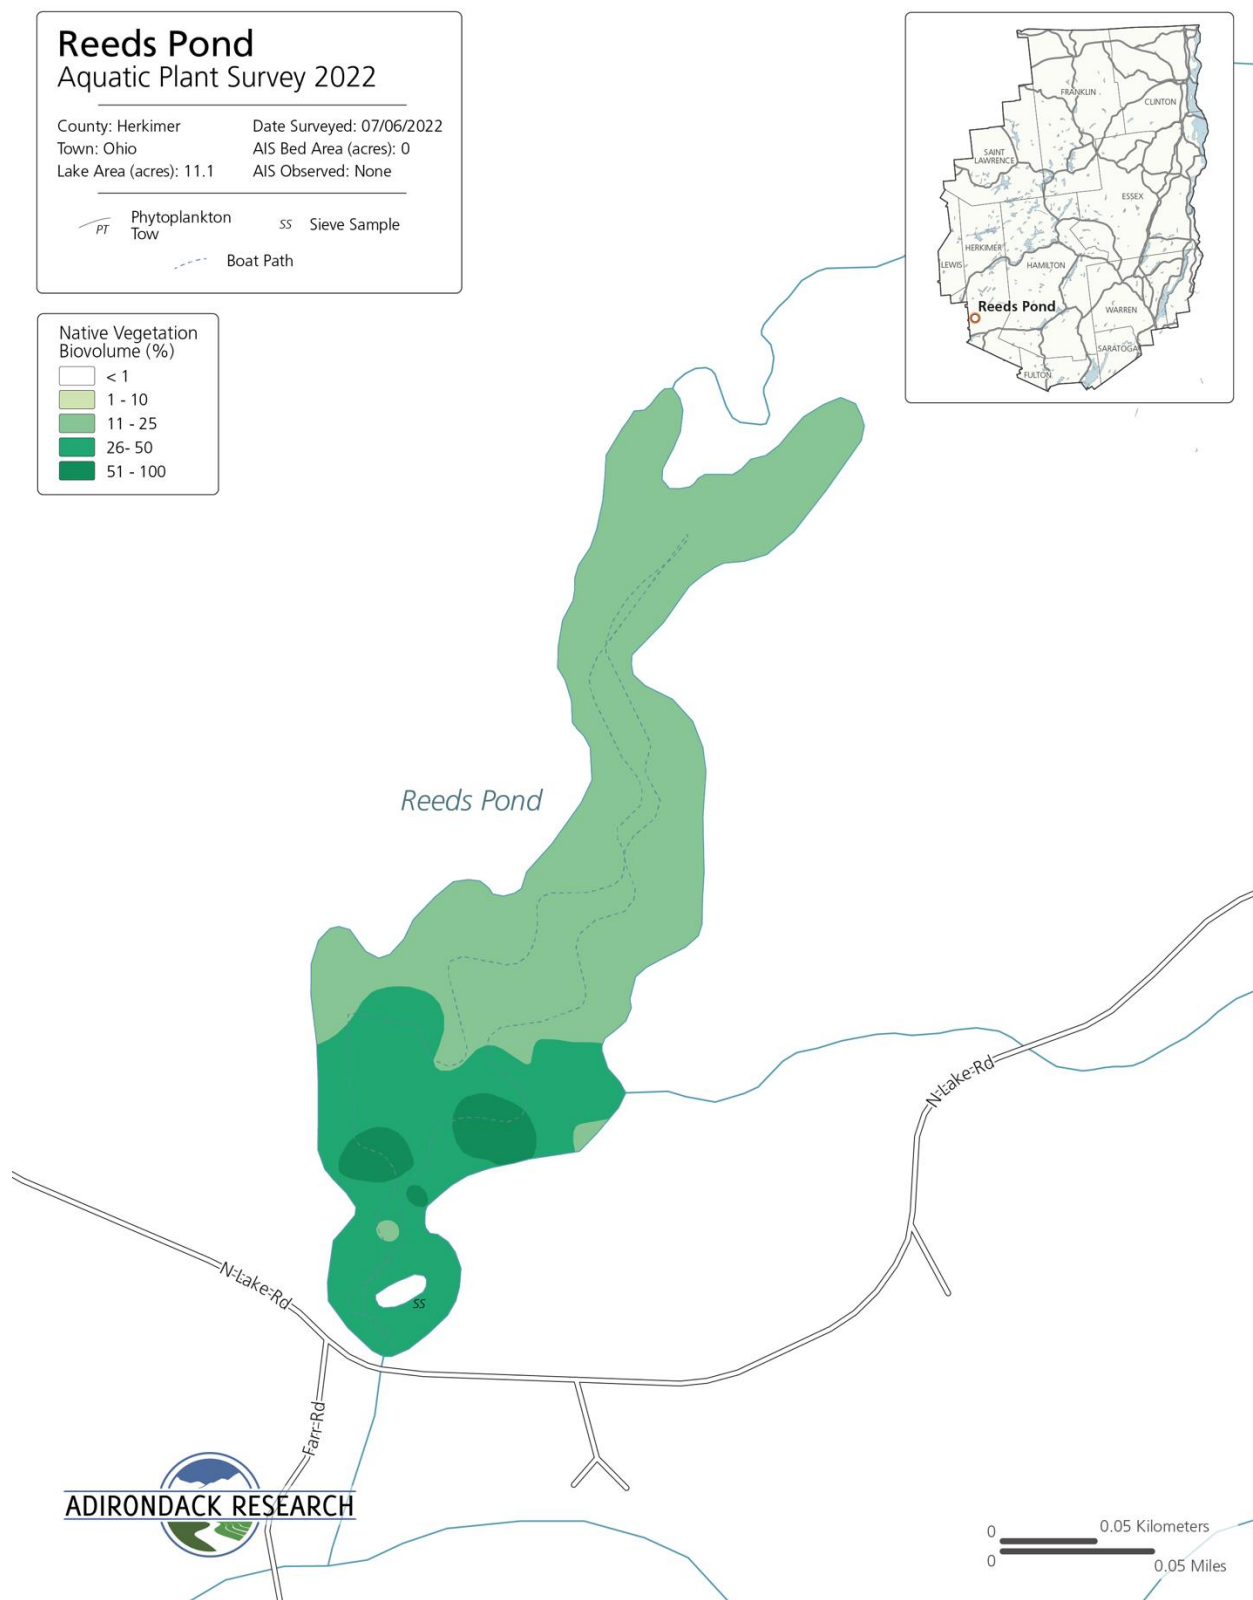 Reeds Pond
Aquatic Plant Survey 2022
County: Herkimer
Date Surveyed: 07/06/2022
Town: Ohio
AIS Bed Area (acres): 0
Lake Area (acres): 11.1
AIS Observed: None
PT
Phytoplankton
Tow
SS
Sieve Sample
Boat Path
Native Vegetation
Biovolume (%)
< 1
1 - 10
11 - 25
26- 50
51 - 100
FRANKLIN
CLINTON
SAINT
LAWRENCE
ESSEX
HERKIMER
LEWIS
HAMILTON
Reeds Pond
WARREN
SARATOGA
FULTON
Reeds Pond
N-Lake-Rd
N-Lake-Rd
SS
Farr-Rd
ADIRONDACK RESEARCH
0
0.05 Kilometers
0
0.05 Miles